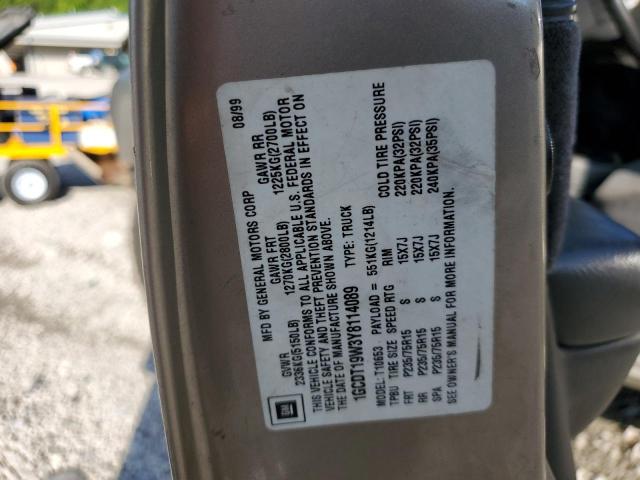 MFD BY GENERAL MOTORS CORP 08/99
GVWR GAWR FRT GAWR RR
2336KG(5150LB) 1270KG(2800LB) 1225KG(2700LB)
THIS VEHICLE CONFORMS TO ALL APPLICABLE U.S. FEDERAL MOTOR
VEHICLE SAFETY AND THEFT PREVENTION STANDARDS IN EFFECT ON
THE DATE OF MANUFACTURE SHOWN ABOVE.
1GCDT19W3Y8114089 TYPE: TRUCK
MODEL: T10653 PAYLOAD = 551KG(1214LB)
TPBU TIRE SIZE SPEED RTG RIM COLD TIRE PRESSURE
FRT P235/75R15 S 15X7J 220KPA(32PSI)
RR P235/75R15 S 15X7J 220KPA(32PSI)
SPA P235/75R15 S 15X7J 240KPA(35PSI)
SEE OWNER'S MANUAL FOR MORE INFORMATION.
GM